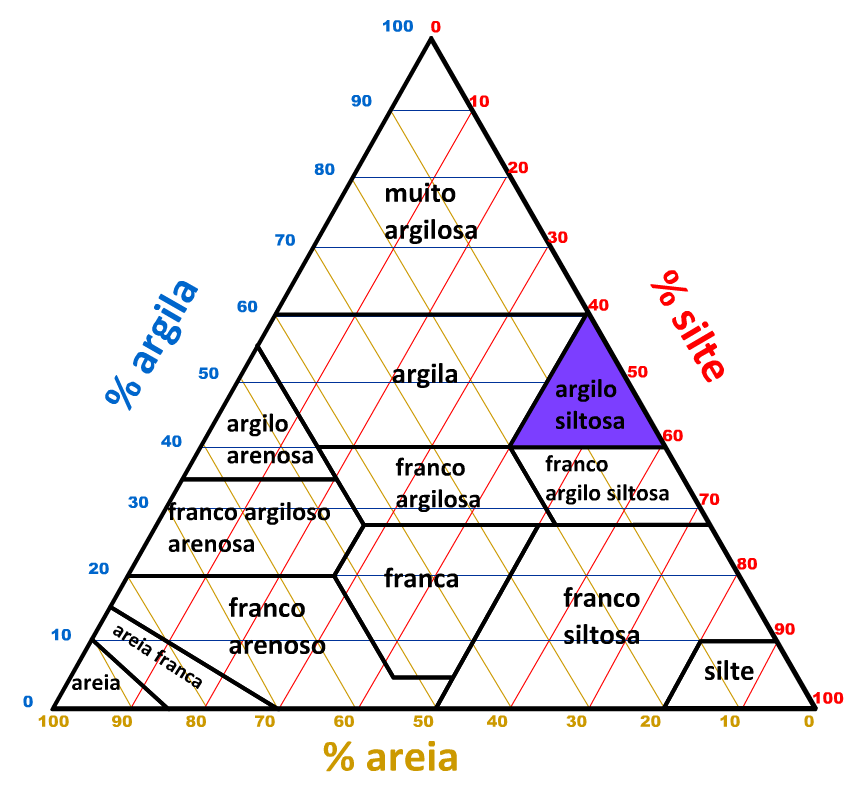 100 0
90 10
80 20
muito
argilosa
70 30
60 40
% argila
% silte
argila
50 50
argilo
siltosa
argilo
arenosa
40 60
franco
argilosa
franco
argilo siltosa
30 70
franco argiloso
arenosa
20 80
franca
franco
arenoso
franco
siltosa
10 90
areia franca
areia
silte
0 100
100 90 80 70 60 50 40 30 20 10 0
% areia